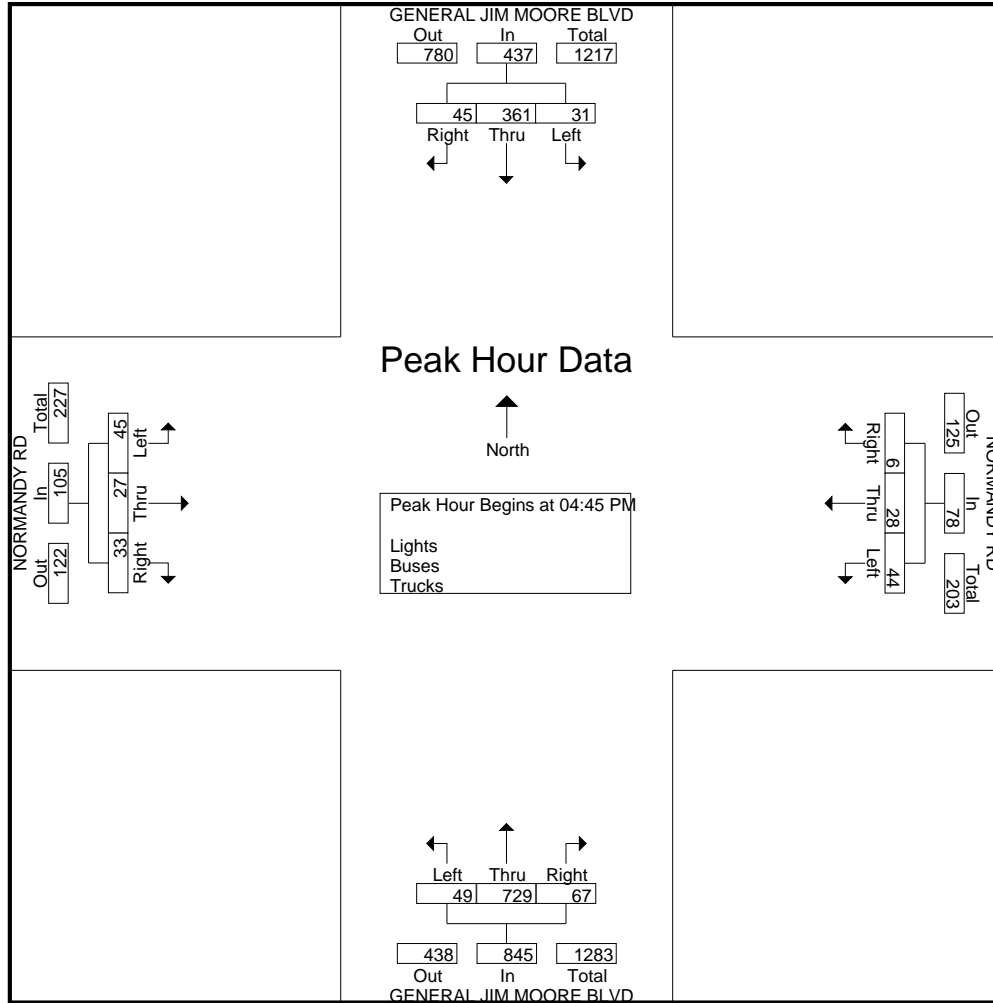 GENERAL JIM MOORE BLVD
Out In Total
780 437 1217
45 361 31
Right Thru Left
Peak Hour Data
North
Peak Hour Begins at 04:45 PM
Lights
Buses
Trucks
NORMANDY RD
Out In Total
122 105 227
33 27 45
Right Thru Left
NORMANDY RD
Out In Total
125 78 203
6 28 44
Right Thru Left
Left Thru Right
49 729 67
438 845 1283
Out In Total
GENERAL JIM MOORE BLVD